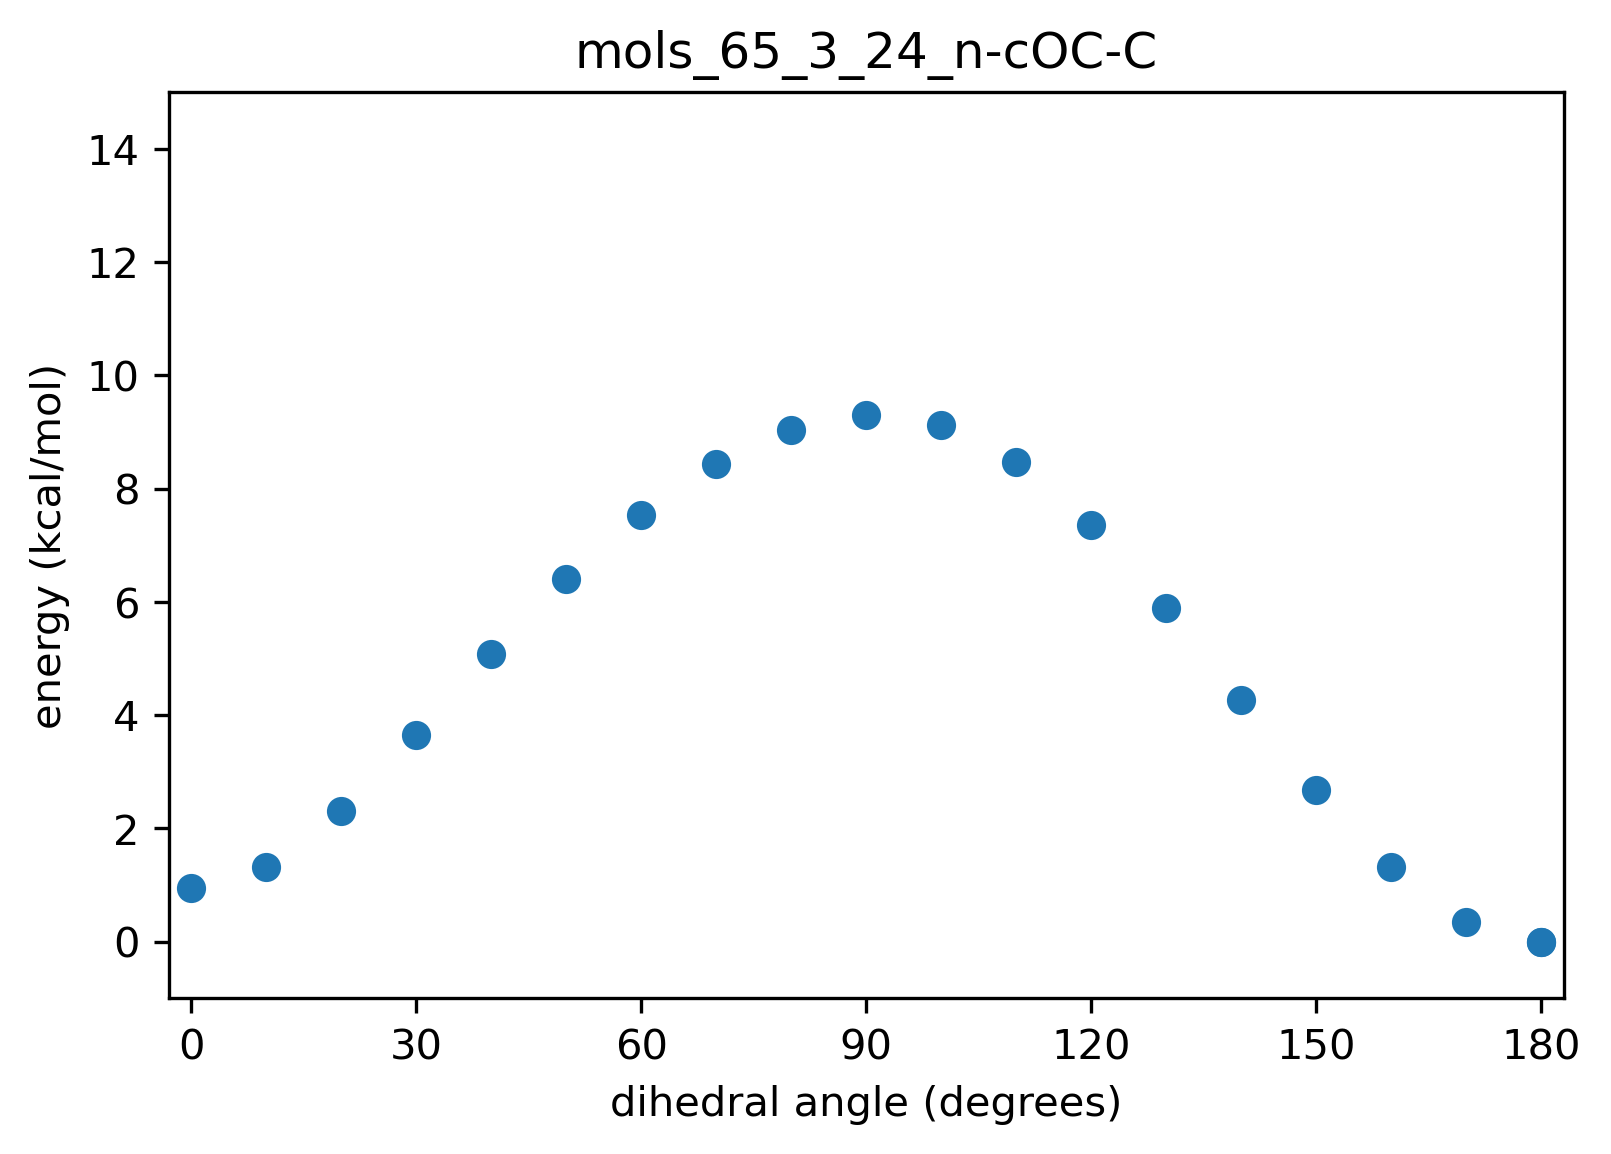 mols_65_3_24_n-cOC-C
14
12
10
8
6
4
2
0
energy (kcal/mol)
0 30 60 90 120 150 180
dihedral angle (degrees)